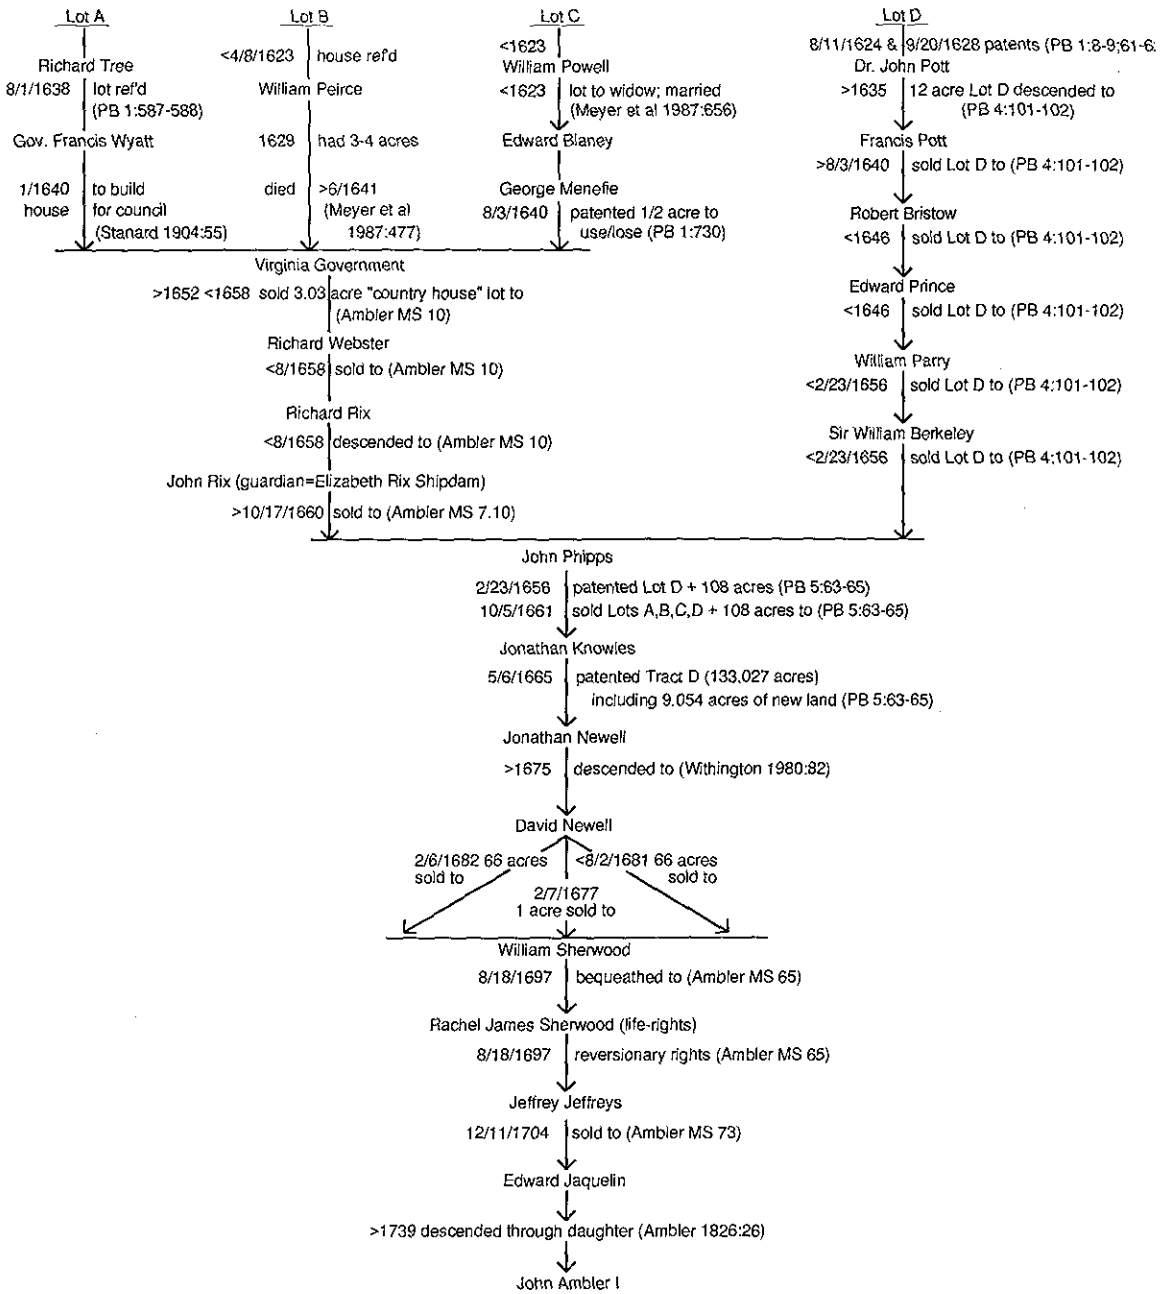 Lot A
Richard Tree
8/1/1638 lot ref'd
(PB 1:587-588)
Gov. Francis Wyatt
1/1640 to build
house for council
(Stanard 1904:55)
Lot B
<4/8/1623 house ref'd
William Peirce
1629 had 3-4 acres
died >6/1641
(Meyer et al
1987:477)
Lot C
<1623
William Powell
<1623 lot to widow; married
(Meyer et al 1987:656)
Edward Blaney
George Menefie
8/3/1640 patented 1/2 acre to
use/lose (PB 1:730)
Lot D
8/11/1624 & 9/20/1628 patents (PB 1:8-9;61-6
Dr. John Pott
>1635 12 acre Lot D descended to
(PB 4:101-102)
Francis Pott
>8/3/1640 sold Lot D to (PB 4:101-102)
Robert Bristow
<1646 sold Lot D to (PB 4:101-102)
Edward Prince
<1646 sold Lot D to (PB 4:101-102)
William Parry
<2/23/1656 sold Lot D to (PB 4:101-102)
Sir William Berkeley
<2/23/1656 sold Lot D to (PB 4:101-102)
Virginia Government
>1652 <1658 sold 3.03 acre "country house" lot to
(Ambler MS 10)
Richard Webster
<8/1658 sold to (Ambler MS 10)
Richard Rix
<8/1658 descended to (Ambler MS 10)
John Rix (guardian=Elizabeth Rix Shipdam)
>10/17/1660 sold to (Ambler MS 7.10)
John Phipps
2/23/1656 patented Lot D + 108 acres (PB 5:63-65)
10/5/1661 sold Lots A,B,C,D + 108 acres to (PB 5:63-65)
Jonathan Knowles
5/6/1665 patented Tract D (133.027 acres)
including 9.054 acres of new land (PB 5:63-65)
Jonathan Newell
>1675 descended to (Withington 1980:82)
David Newell
2/6/1682 66 acres
sold to
<8/2/1681 66 acres
sold to
2/7/1677
1 acre sold to
William Sherwood
8/18/1697 bequeathed to (Ambler MS 65)
Rachel James Sherwood (life-rights)
8/18/1697 reversionary rights (Ambler MS 65)
Jeffrey Jeffreys
12/11/1704 sold to (Ambler MS 73)
Edward Jaquelin
>1739 descended through daughter (Ambler 1826:26)
John Ambler I